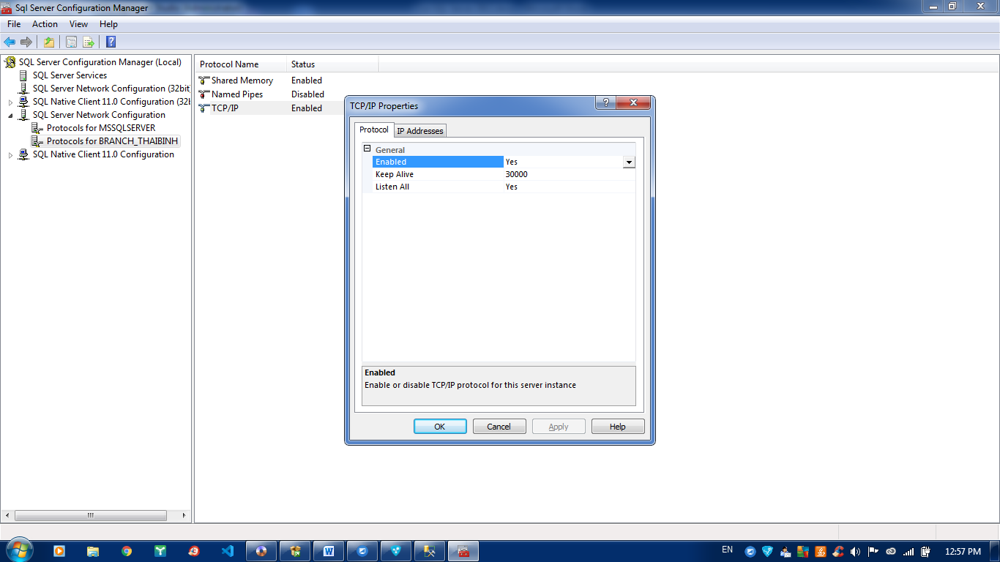 Sql Server Configuration Manager
File Action View Help
SQL Server Configuration Manager (Local)
SQL Server Services
SQL Server Network Configuration (32bit
SQL Native Client 11.0 Configuration (32b
SQL Server Network Configuration
Protocols for MSSQLSERVER
Protocols for BRANCH_THAIBINH
SQL Native Client 11.0 Configuration
Protocol Name Status
Shared Memory Enabled
Named Pipes Disabled
TCP/IP Enabled
TCP/IP Properties
Protocol IP Addresses
General
Enabled Yes
Keep Alive 30000
Listen All Yes
Enabled
Enable or disable TCP/IP protocol for this server instance
OK Cancel Apply Help
EN 12:57 PM